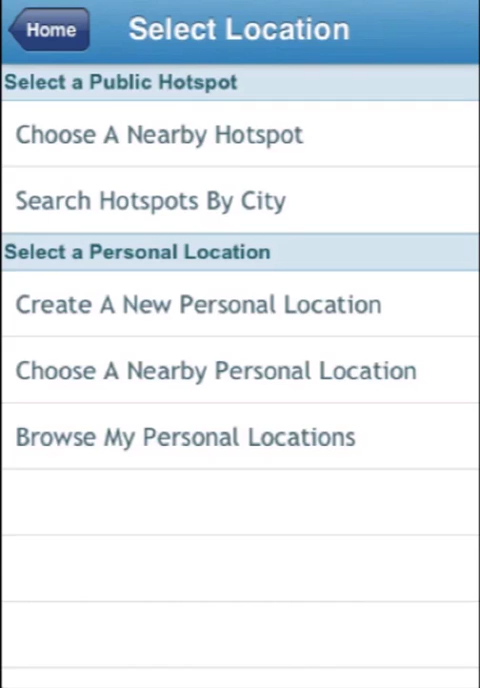 Home
Select Location
Select a Public Hotspot
Choose A Nearby Hotspot
Search Hotspots By City
Select a Personal Location
Create A New Personal Location
Choose A Nearby Personal Location
Browse My Personal Locations